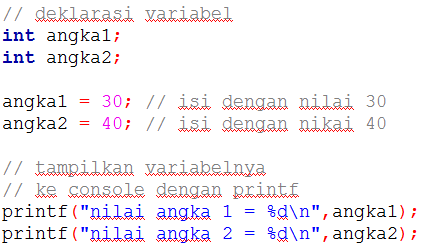 // deklarasi variabel
int angka1;
int angka2;
angka1 = 30; // isi dengan nilai 30
angka2 = 40; // isi dengan nikai 40
// tampilkan variabelnya
// ke console dengan printf
printf("nilai angka 1 = %d\n",angka1);
printf("nilai angka 2 = %d\n",angka2);